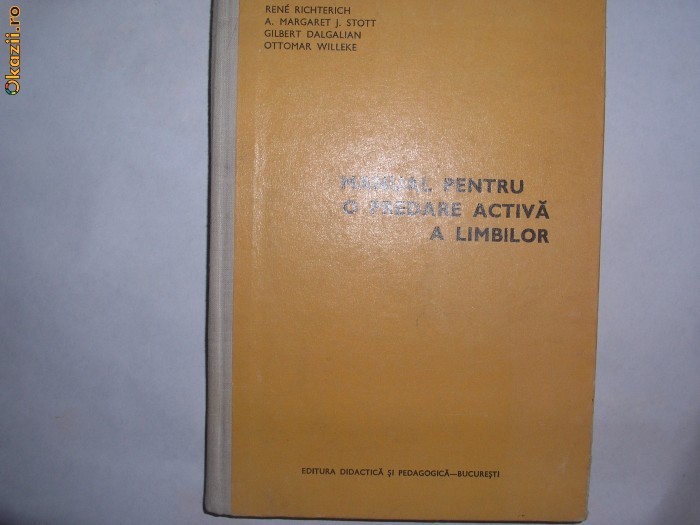 Okazii.ro
RENÉ RICHTERICH
A. MARGARET J. STOTT
GILBERT DALGALIAN
OTTOMAR WILLEKE
MANUAL PENTRU
O PREDARE ACTIVĂ
A LIMBILOR
EDITURA DIDACTICĂ ȘI PEDAGOGICĂ—BUCUREȘTI